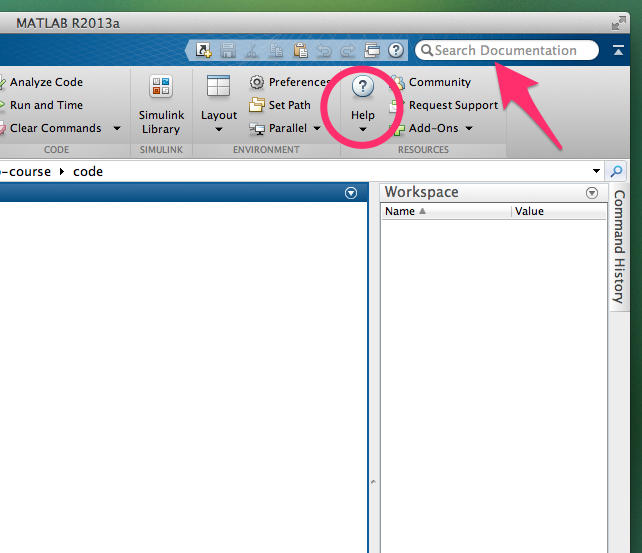 MATLAB R2013a
Search Documentation
Analyze Code
Run and Time
Clear Commands
CODE
Simulink
Library
SIMULINK
Layout
Preferences
Set Path
Parallel
ENVIRONMENT
Help
Community
Request Support
Add-Ons
RESOURCES
-course
code
Workspace
Name
Value
Command History